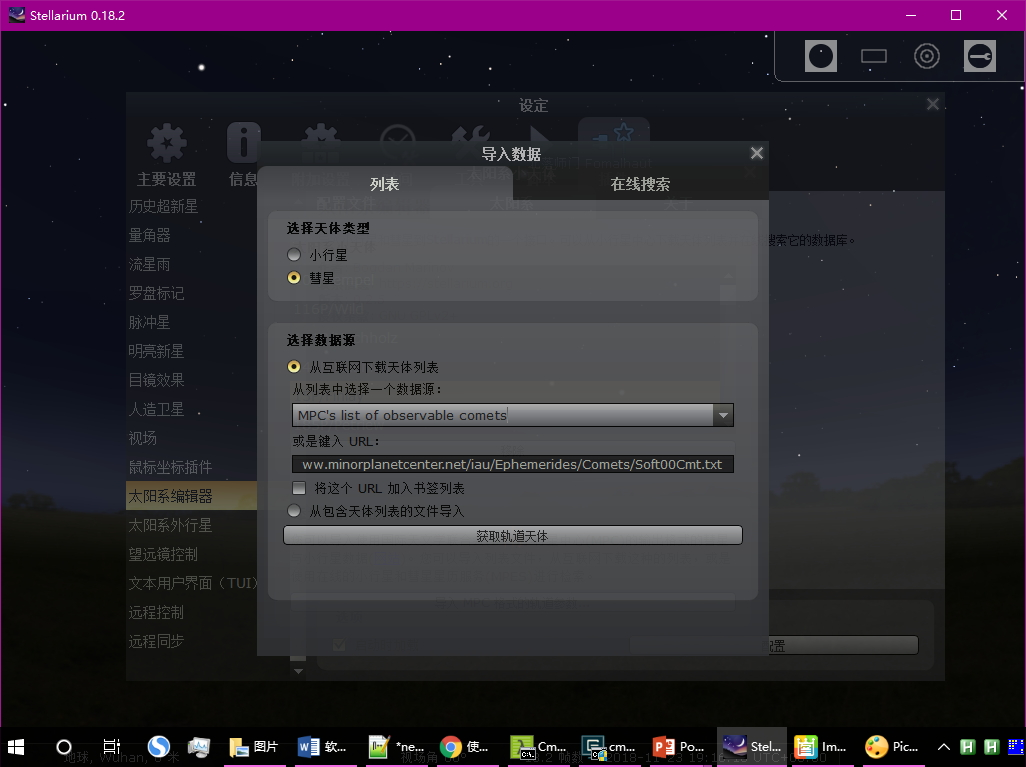 Stellarium 0.18.2
设定
主要设置
信息
导入数据
列表
在线搜索
历史超新星
量角器
流星雨
罗盘标记
脉冲星
明亮新星
目镜效果
人造卫星
视场
鼠标坐标插件
太阳系编辑器
太阳系外行星
望远镜控制
文本用户界面（TUI）
远程控制
远程同步
选择天体类型
小行星
彗星
搜索它的数据库。
选择数据源
从互联网下载天体列表
从列表中选择一个数据源：
MPC's list of observable comets
或是键入 URL：
ww.minorplanetcenter.net/iau/Ephemerides/Comets/Soft00Cmt.txt
将这个 URL 加入书签列表
从包含天体列表的文件导入
获取轨道天体
配置
图片
软...
*ne...
使...
Cm...
cm...
Po...
Stel...
Im...
Pic...
地球, Wuhan,
视场角